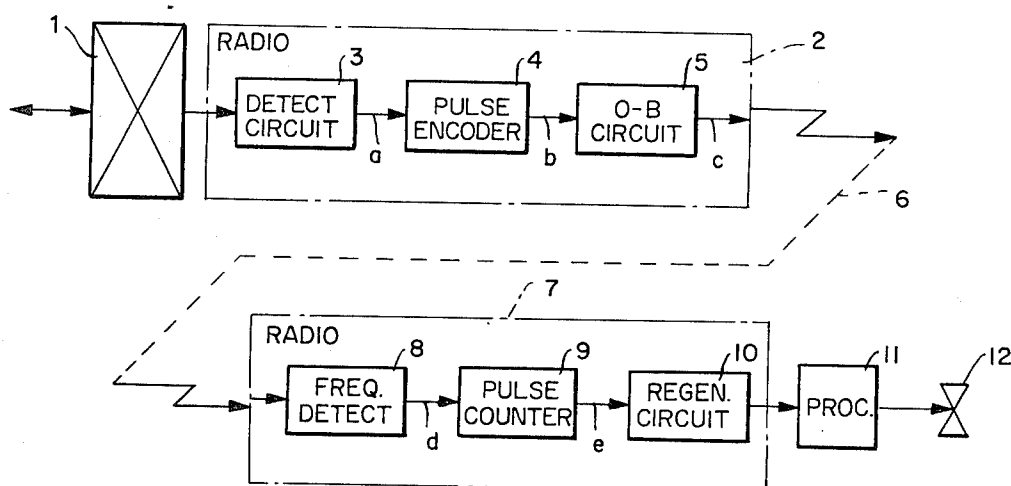 1
RADIO
2
3
DETECT
CIRCUIT
a
4
PULSE
ENCODER
b
5
O-B
CIRCUIT
c
6
7
RADIO
8
FREQ.
DETECT
d
9
PULSE
COUNTER
e
10
REGEN.
CIRCUIT
11
PROC.
12